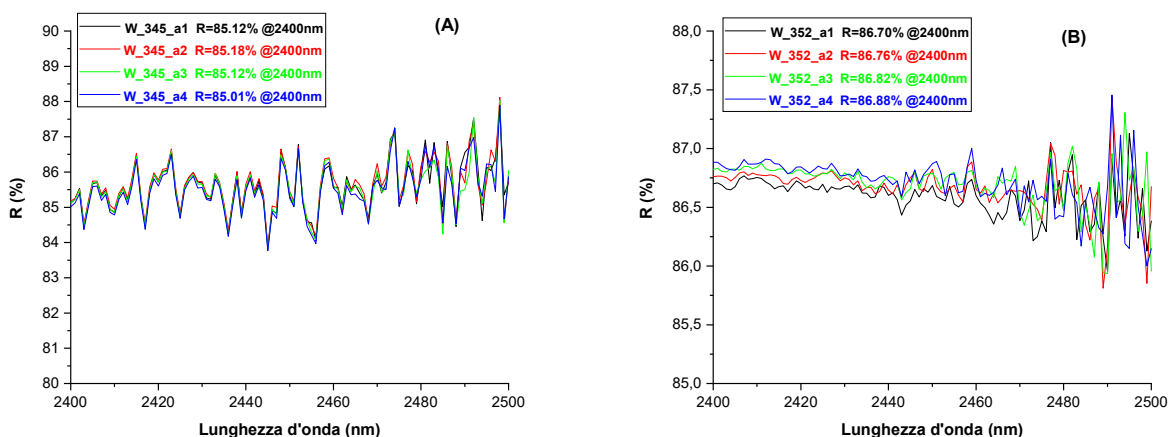 (A)
W_345_a1 R=85.12% @2400nm
W_345_a2 R=85.18% @2400nm
W_345_a3 R=85.12% @2400nm
W_345_a4 R=85.01% @2400nm
R (%)
90
89
88
87
86
85
84
83
82
81
80
2400
2420
2440
2460
2480
2500
Lunghezza d'onda (nm)
(B)
W_352_a1 R=86.70% @2400nm
W_352_a2 R=86.76% @2400nm
W_352_a3 R=86.82% @2400nm
W_352_a4 R=86.88% @2400nm
R (%)
88,0
87,5
87,0
86,5
86,0
85,5
85,0
2400
2420
2440
2460
2480
2500
Lunghezza d'onda (nm)